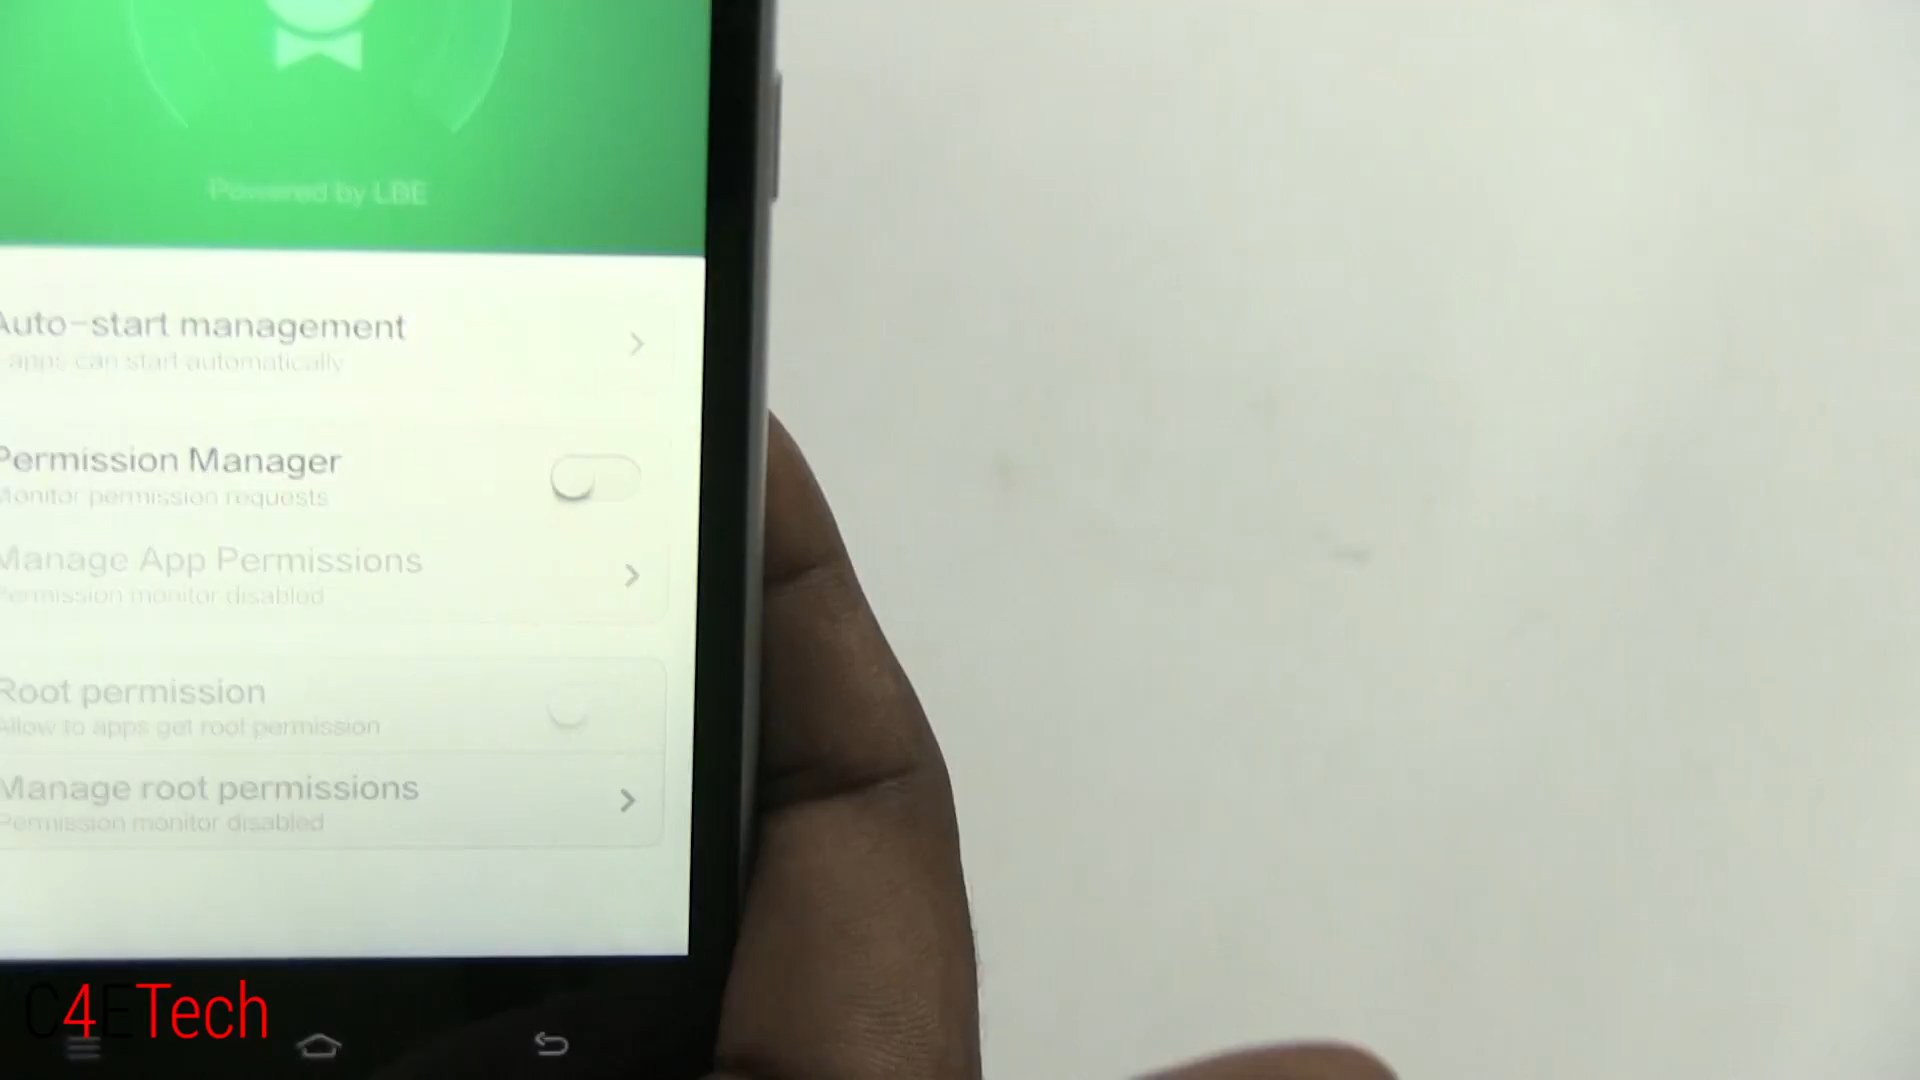 Powered by LBE
Auto-start management
apps can start automatically
Permission Manager
Monitor permission requests
Manage App Permissions
Permission monitor disabled
Root permission
Allow to apps get root permission
Manage root permissions
Permission monitor disabled
C4ETech